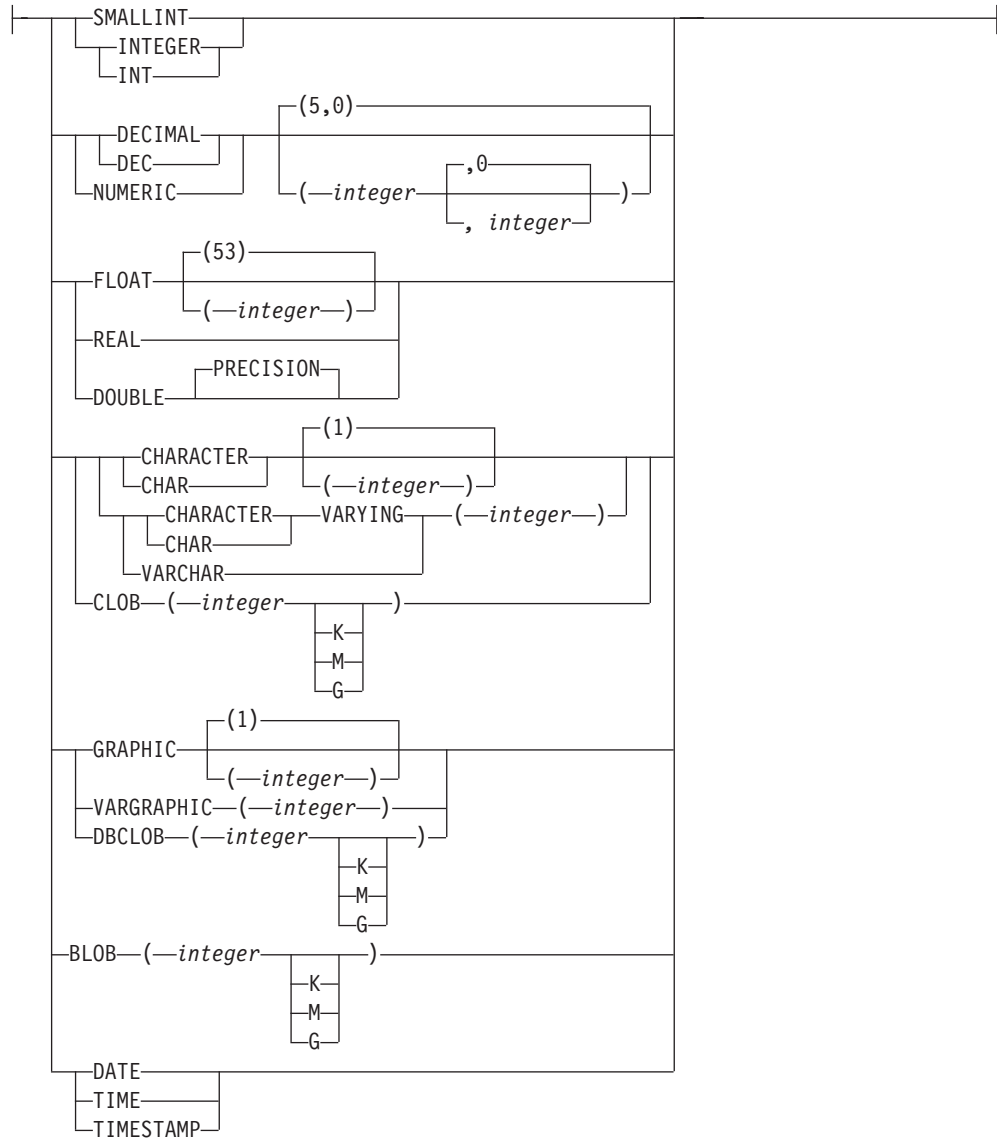 SMALLINT
INTEGER
INT
(5,0)
DECIMAL
DEC ,0
NUMERIC ( integer )
, integer
(53)
FLOAT
( integer )
REAL
PRECISION
DOUBLE
(1)
CHARACTER
CHAR ( integer )
CHARACTER VARYING ( integer )
CHAR
VARCHAR
CLOB ( integer )
K
M
G
(1)
GRAPHIC
( integer )
VARGRAPHIC ( integer )
DBCLOB ( integer )
K
M
G
BLOB ( integer )
K
M
G
DATE
TIME
TIMESTAMP